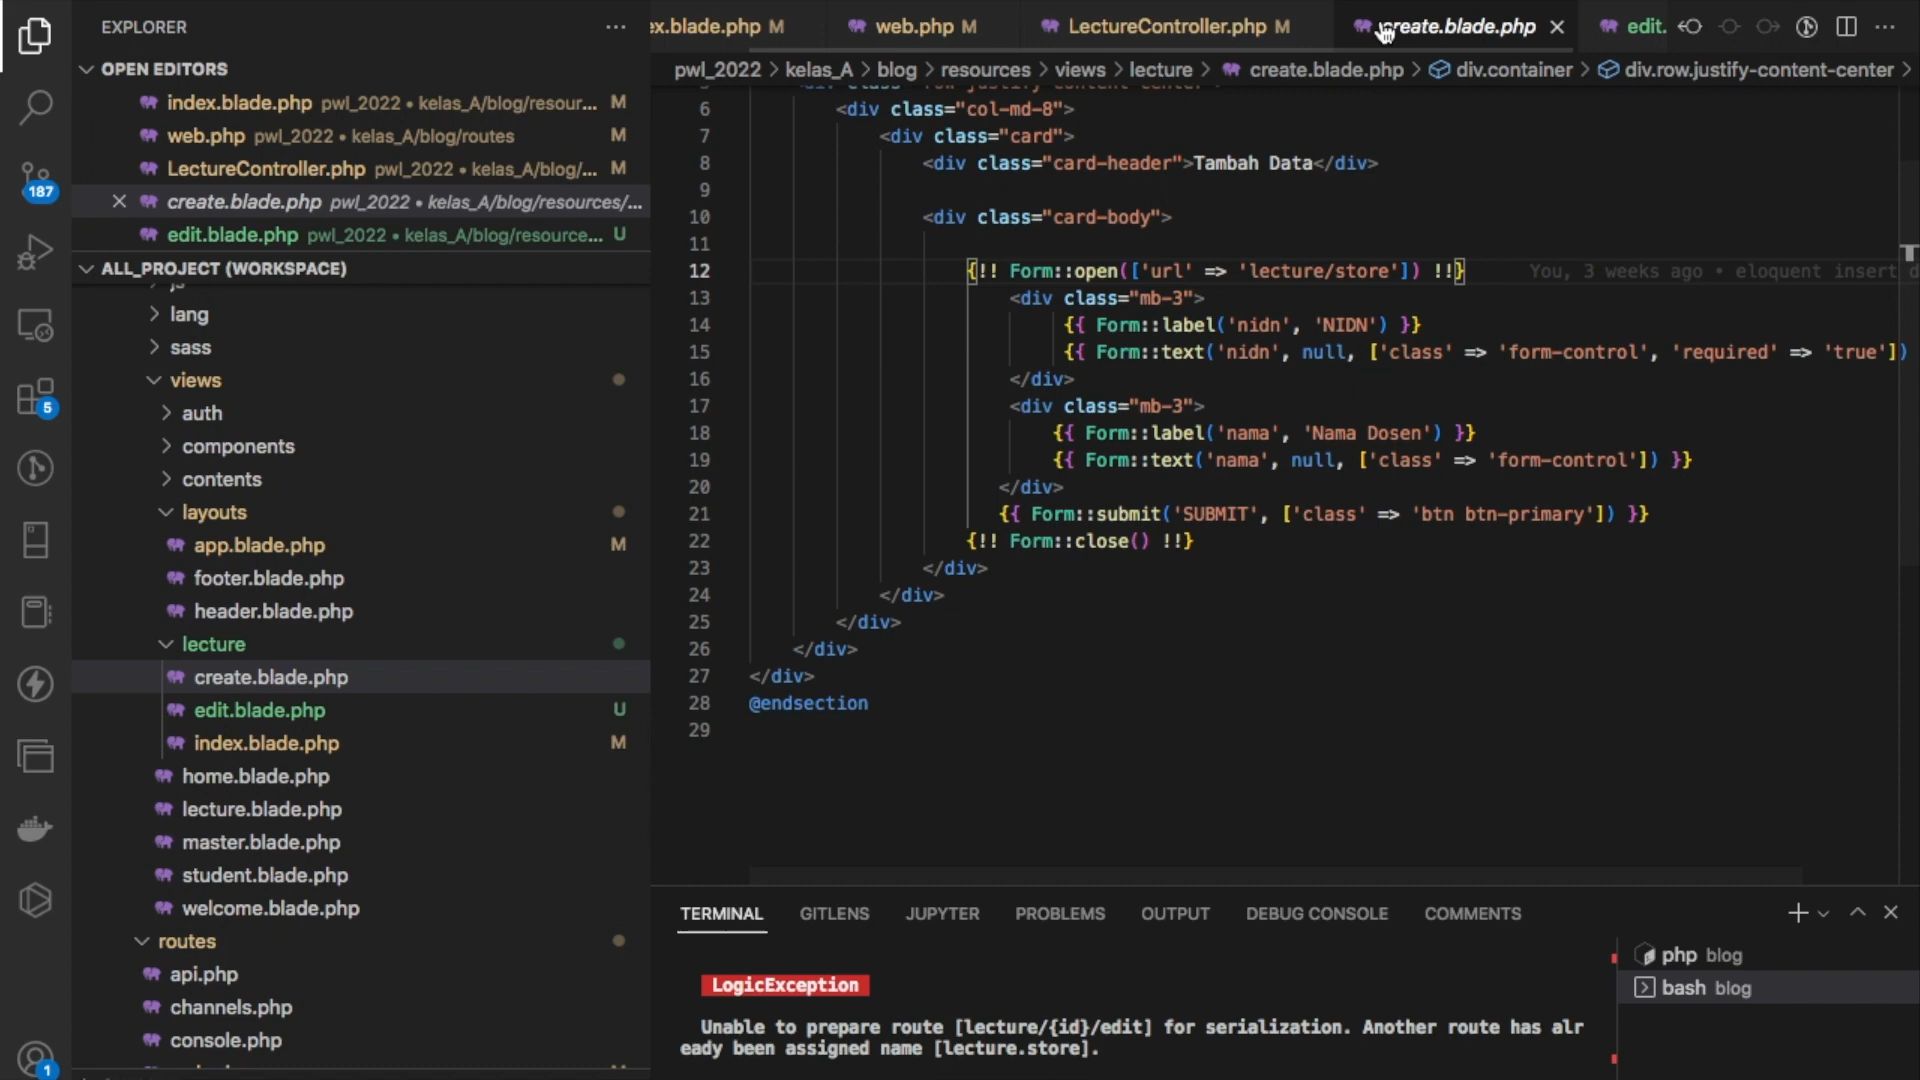 EXPLORER
OPEN EDITORS
index.blade.php pwl_2022 • kelas_A/blog/resour... M
web.php pwl_2022 • kelas_A/blog/routes M
LectureController.php pwl_2022 • kelas_A/blog/... M
create.blade.php pwl_2022 • kelas_A/blog/resources/...
edit.blade.php pwl_2022 • kelas_A/blog/resource... U
ALL_PROJECT (WORKSPACE)
js
lang
sass
views
auth
components
contents
layouts
app.blade.php M
footer.blade.php
header.blade.php
lecture
create.blade.php
edit.blade.php U
index.blade.php M
home.blade.php
lecture.blade.php
master.blade.php
student.blade.php
welcome.blade.php
routes
api.php
channels.php
console.php
187
5
1
ex.blade.php M
web.php M
LectureController.php M
create.blade.php
edit.
pwl_2022 > kelas_A > blog > resources > views > lecture > create.blade.php > div.container > div.row.justify-content-center >
6 <div class="col-md-8">
7 <div class="card">
8 <div class="card-header">Tambah Data</div>
9
10 <div class="card-body">
11
12 {!! Form::open(['url' => 'lecture/store']) !!} You, 3 weeks ago • eloquent insert d
13 <div class="mb-3">
14 {{ Form::label('nidn', 'NIDN') }}
15 {{ Form::text('nidn', null, ['class' => 'form-control', 'required' => 'true'])
16 </div>
17 <div class="mb-3">
18 {{ Form::label('nama', 'Nama Dosen') }}
19 {{ Form::text('nama', null, ['class' => 'form-control']) }}
20 </div>
21 {{ Form::submit('SUBMIT', ['class' => 'btn btn-primary']) }}
22 {!! Form::close() !!}
23 </div>
24 </div>
25 </div>
26 </div>
27 </div>
28 @endsection
29
TERMINAL GITLENS JUPYTER PROBLEMS OUTPUT DEBUG CONSOLE COMMENTS
LogicException
Unable to prepare route [lecture/{id}/edit] for serialization. Another route has alr
eady been assigned name [lecture.store].
php blog
bash blog